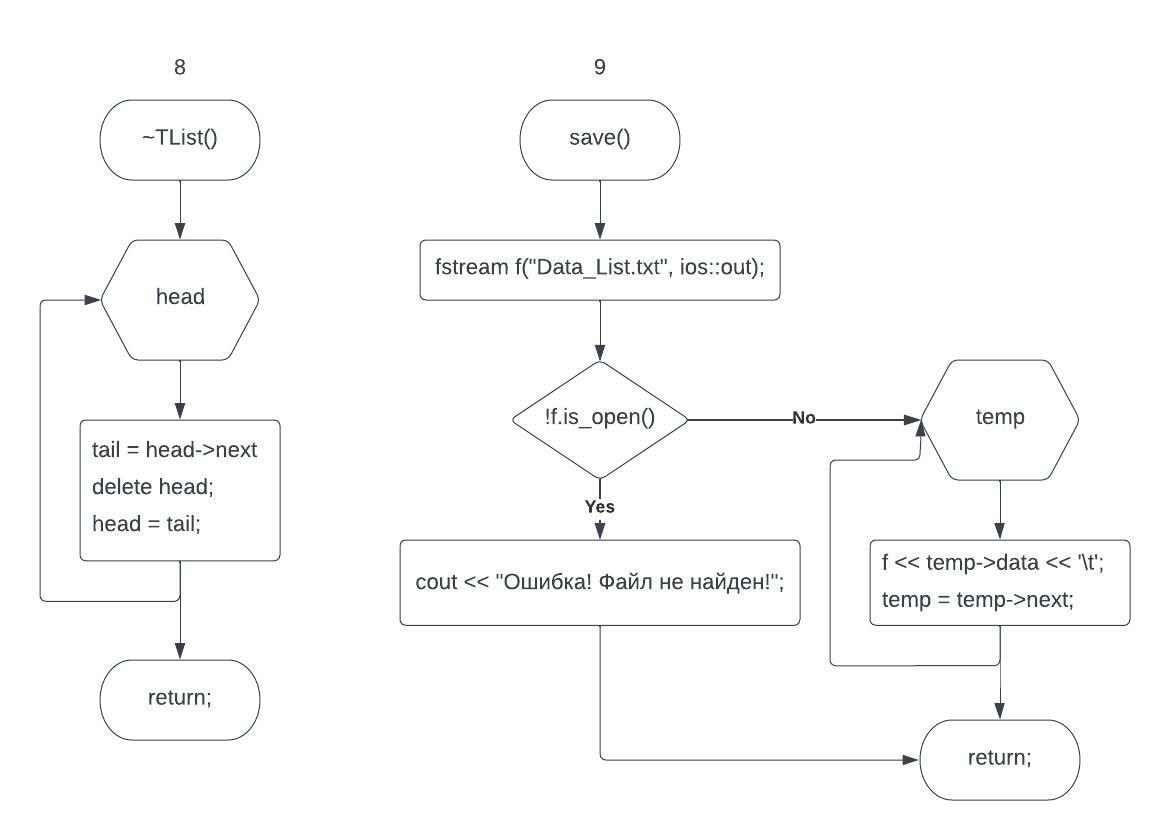 8
~TList()
head
tail = head->next
delete head;
head = tail;
return;
9
save()
fstream f("Data_List.txt", ios::out);
!f.is_open()
No
Yes
cout << "Ошибка! Файл не найден!";
temp
f << temp->data << '\t';
temp = temp->next;
return;